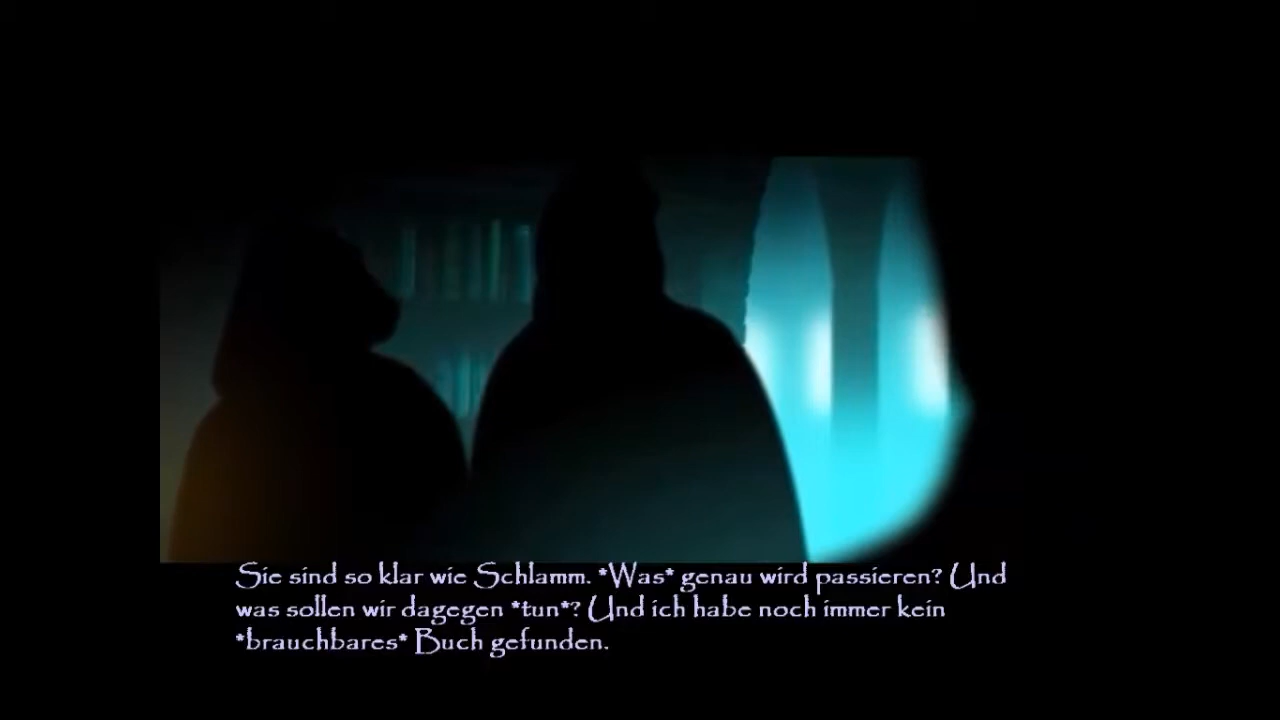 Sie sind so klar wie Schlamm. *Was* genau wird passieren? Und
was sollen wir dagegen *tun*? Und ich habe noch immer kein
*brauchbares* Buch gefunden.